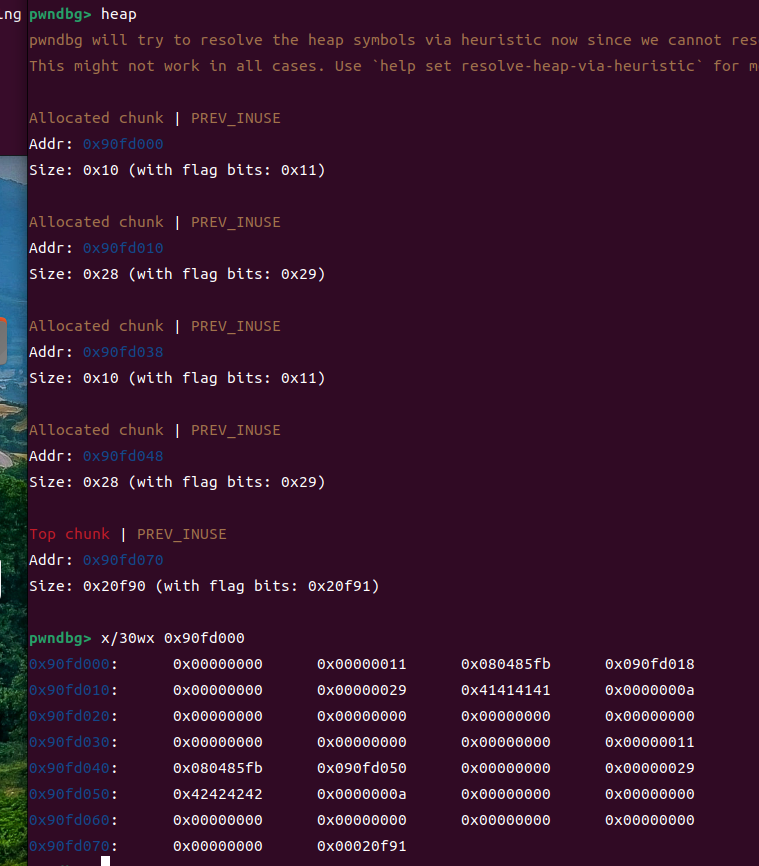 pwndbg> heap
pwndbg will try to resolve the heap symbols via heuristic now since we cannot
This might not work in all cases. Use `help set resolve-heap-via-heuristic` for
Allocated chunk | PREV_INUSE
Addr: 0x90fd000
Size: 0x10 (with flag bits: 0x11)
Allocated chunk | PREV_INUSE
Addr: 0x90fd010
Size: 0x28 (with flag bits: 0x29)
Allocated chunk | PREV_INUSE
Addr: 0x90fd038
Size: 0x10 (with flag bits: 0x11)
Allocated chunk | PREV_INUSE
Addr: 0x90fd048
Size: 0x28 (with flag bits: 0x29)
Top chunk | PREV_INUSE
Addr: 0x90fd070
Size: 0x20f90 (with flag bits: 0x20f91)
pwndbg> x/30wx 0x90fd000
0x90fd000: 0x00000000 0x00000011 0x080485fb 0x090fd018
0x90fd010: 0x00000000 0x00000029 0x41414141 0x0000000a
0x90fd020: 0x00000000 0x00000000 0x00000000 0x00000000
0x90fd030: 0x00000000 0x00000000 0x00000000 0x00000011
0x90fd040: 0x080485fb 0x090fd050 0x00000000 0x00000029
0x90fd050: 0x42424242 0x0000000a 0x00000000 0x00000000
0x90fd060: 0x00000000 0x00000000 0x00000000 0x00000000
0x90fd070: 0x00000000 0x00020f91